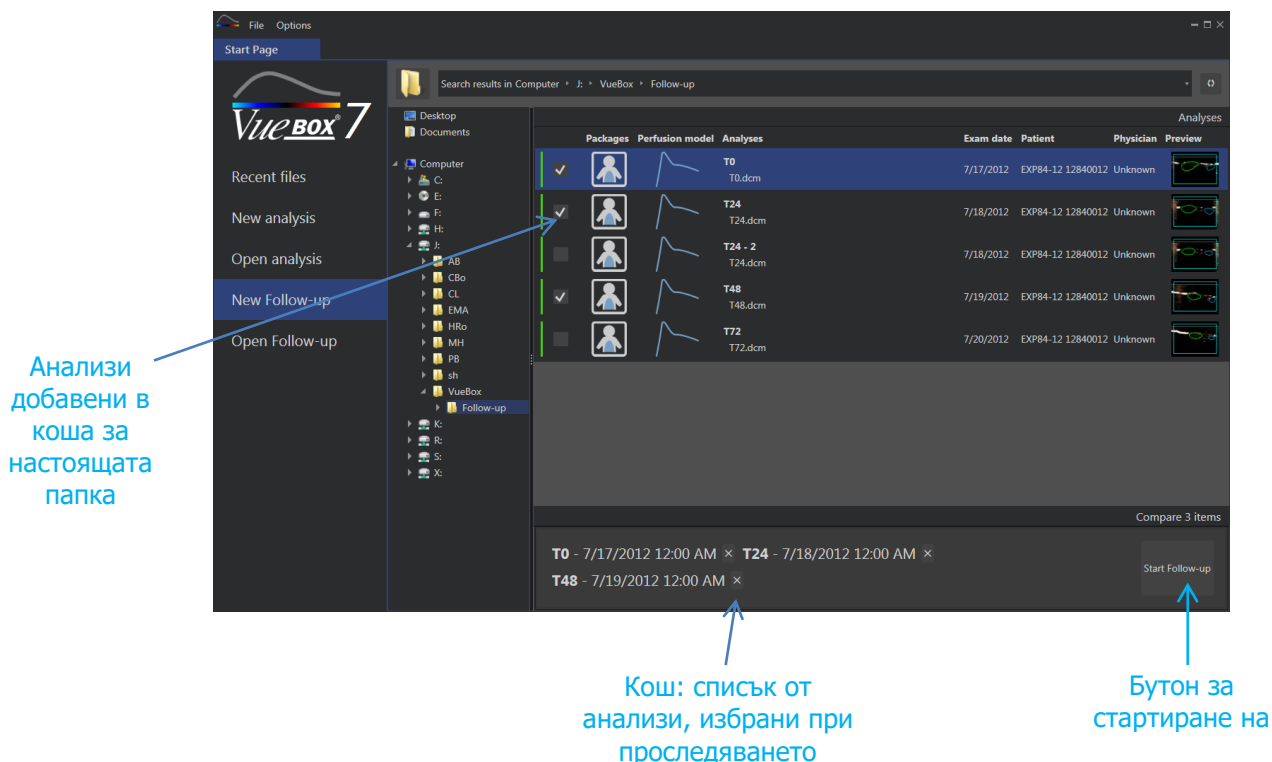 File Options
Start Page
VUEBOX® 7
Recent files
New analysis
Open analysis
New Follow-up
Open Follow-up
Search results in Computer J: VueBox Follow-up
Desktop
Documents
Computer
C:
E:
F:
H:
J:
AB
CBo
CL
EMA
HRo
MH
PB
sh
VueBox
Follow-up
K:
R:
S:
X:
Analyses
Packages Perfusion model Analyses Exam date Patient Physician Preview
T0
T0.dcm
7/17/2012 EXP84-12 12840012 Unknown
T24
T24.dcm
7/18/2012 EXP84-12 12840012 Unknown
T24 - 2
T24.dcm
7/18/2012 EXP84-12 12840012 Unknown
T48
T48.dcm
7/19/2012 EXP84-12 12840012 Unknown
T72
T72.dcm
7/20/2012 EXP84-12 12840012 Unknown
Compare 3 items
T0 - 7/17/2012 12:00 AM × T24 - 7/18/2012 12:00 AM ×
T48 - 7/19/2012 12:00 AM ×
Start Follow-up
Анализи
добавени в
коша за
настоящата
папка
Кош: списък от
анализи, избрани при
проследяването
Бутон за
стартиране на